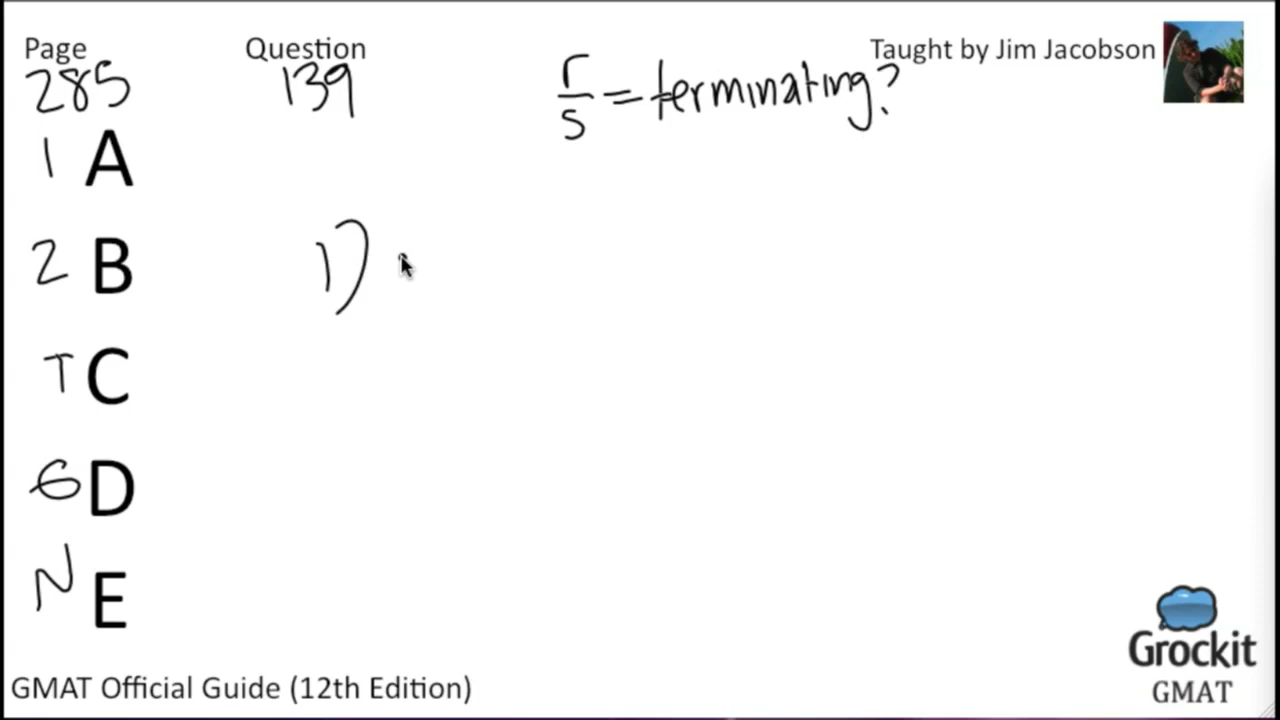 Page Question Taught by Jim Jacobson
285 139 r/s = terminating?
1 A
2 B 1)
T C
6 D
N E
Grockit
GMAT
GMAT Official Guide (12th Edition)